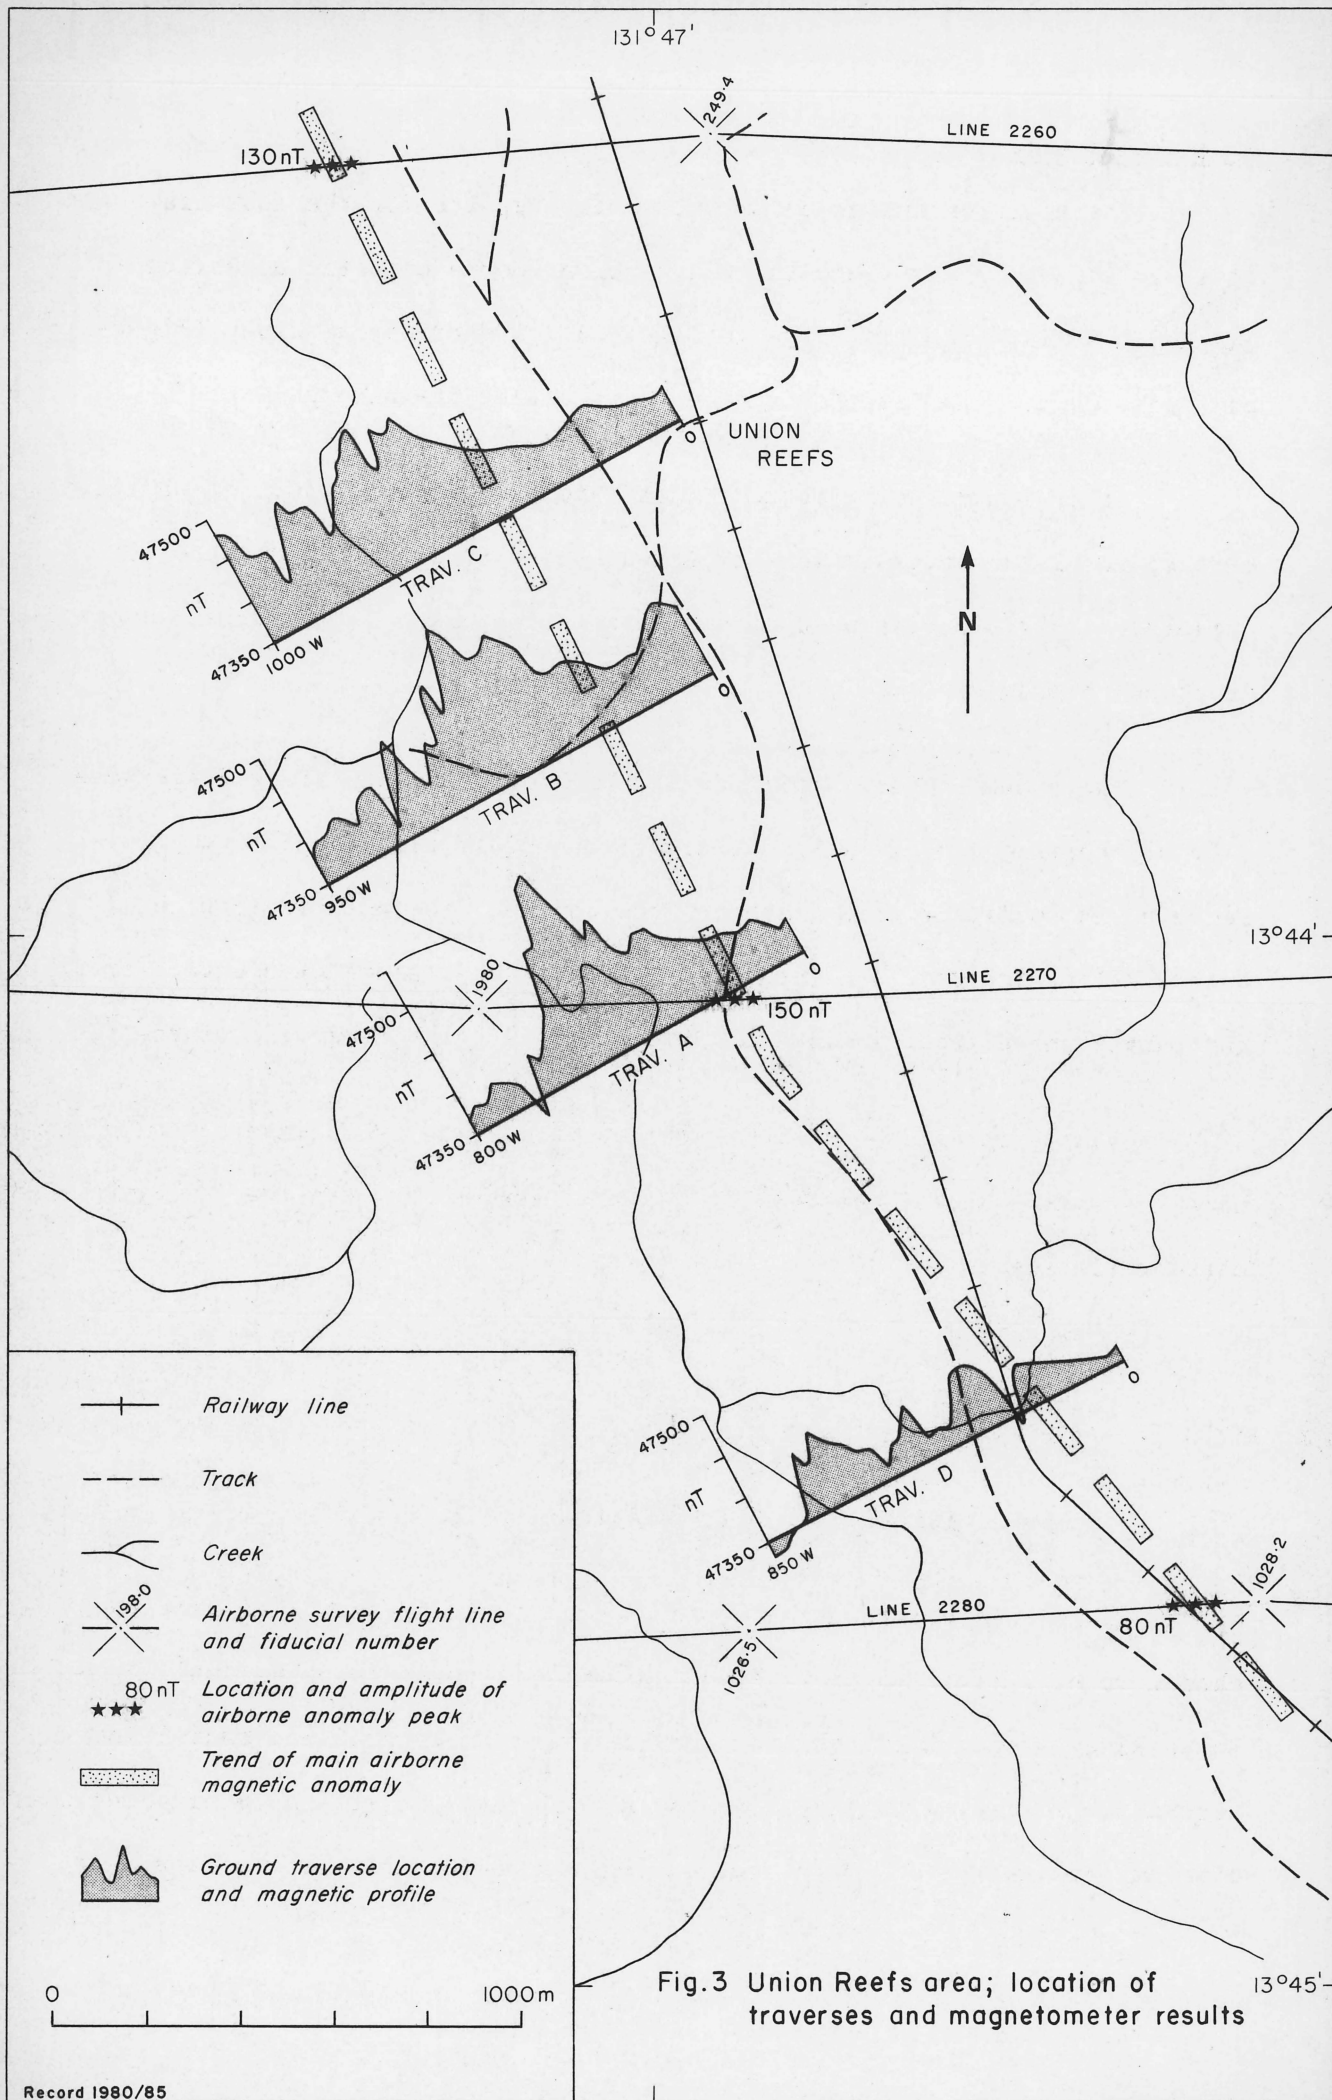 131°47'
249·4
LINE 2260
130nT
UNION
REEFS
0
47500
nT
TRAV. C
47350
1000 W
N
0
47500
nT
TRAV. B
47350
950 W
13°44'
1980
LINE 2270
0
150 nT
47500
nT
TRAV. A
47350
800 W
0
47500
nT
TRAV. D
47350
850 W
1028·2
LINE 2280
80 nT
1026·5
Railway line
Track
Creek
198·0
Airborne survey flight line
and fiducial number
80 nT
Location and amplitude of
airborne anomaly peak
Trend of main airborne
magnetic anomaly
Ground traverse location
and magnetic profile
0 1000 m
Fig.3 Union Reefs area; location of
traverses and magnetometer results
13°45'
Record 1980/85